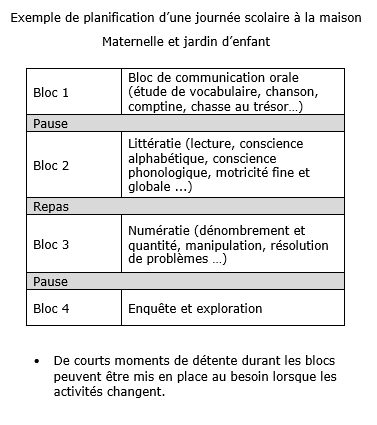 Exemple de planification d’une journée scolaire à la maison
Maternelle et jardin d’enfant
Bloc 1
Bloc de communication orale
(étude de vocabulaire, chanson,
comptine, chasse au trésor…)
Pause
Bloc 2
Littératie (lecture, conscience
alphabétique, conscience
phonologique, motricité fine et
globale ...)
Repas
Bloc 3
Numératie (dénombrement et
quantité, manipulation, résolution
de problèmes …)
Pause
Bloc 4
Enquête et exploration
• De courts moments de détente durant les blocs
peuvent être mis en place au besoin lorsque les
activités changent.